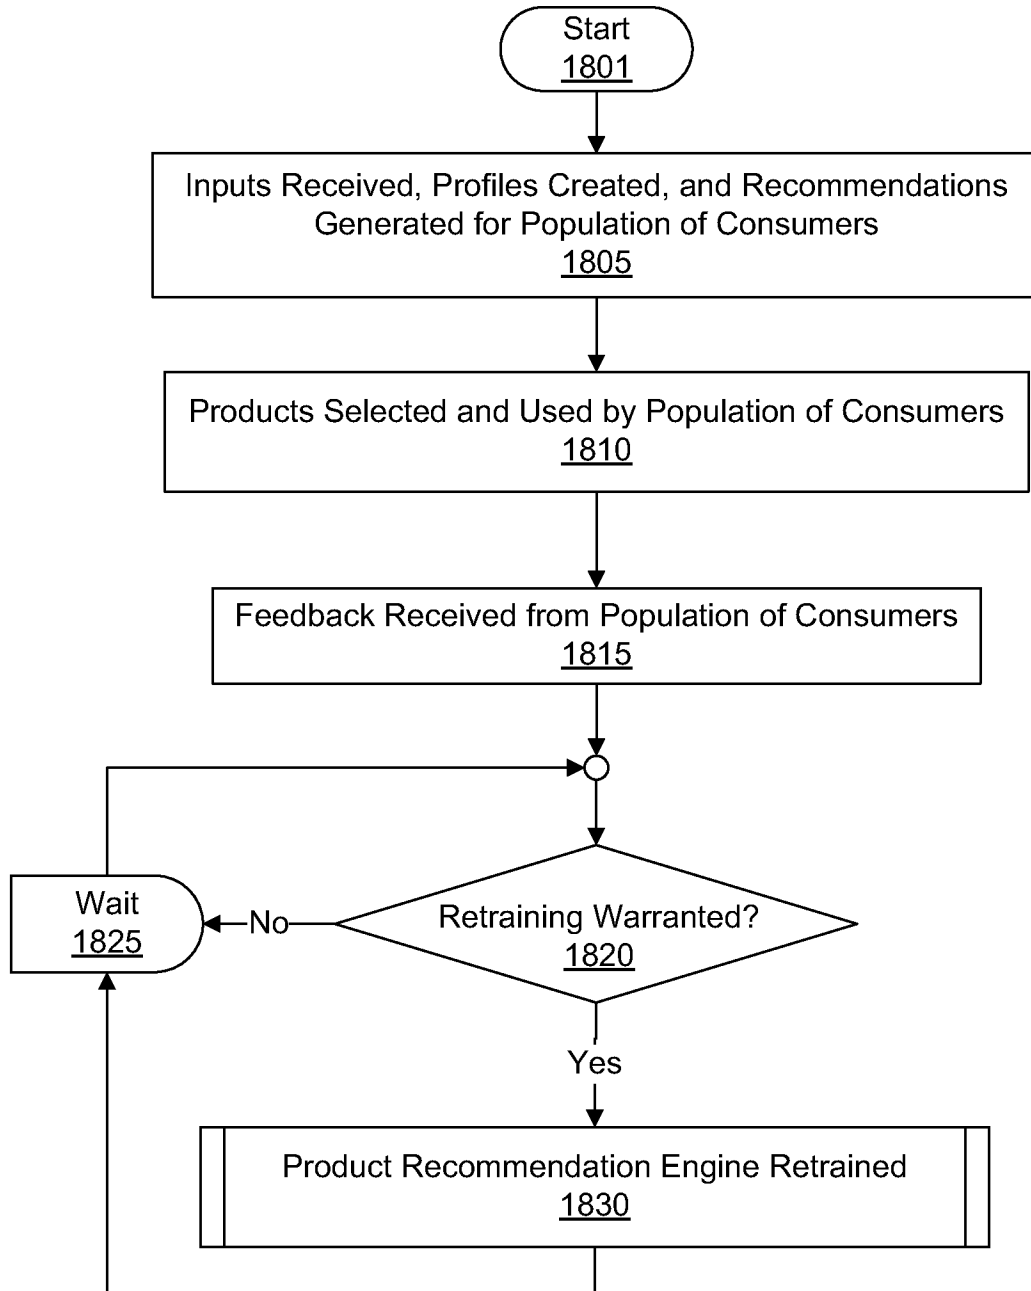 Start
1801
Inputs Received, Profiles Created, and Recommendations
Generated for Population of Consumers
1805
Products Selected and Used by Population of Consumers
1810
Feedback Received from Population of Consumers
1815
Retraining Warranted?
1820
No
Wait
1825
Yes
Product Recommendation Engine Retrained
1830